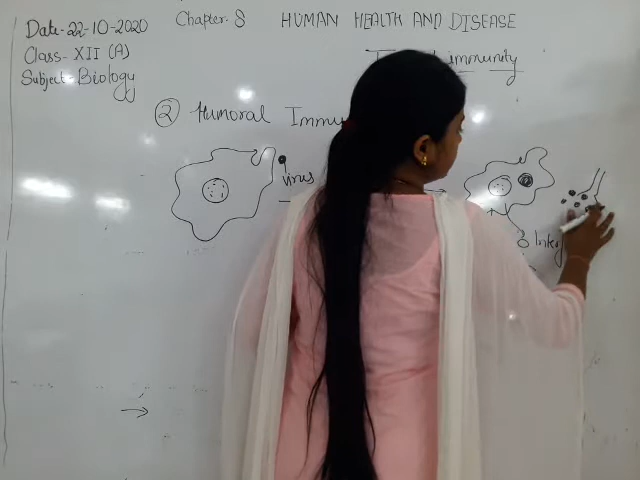 Date- 22-10-2020 Chapter. 8 HUMAN HEALTH AND DISEASE
Class- XII (A)
Subject- Biology
immunity
② Humoral Immu
virus